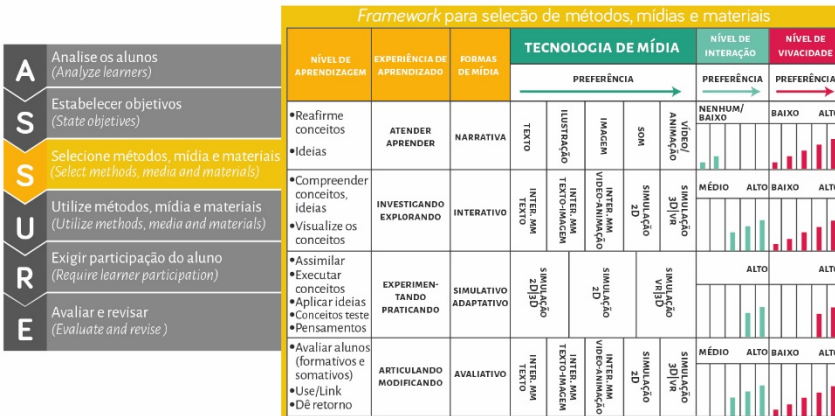 Framework para selecão de métodos, mídias e materiais
A
Analise os alunos
(Analyze learners)
S
Estabelecer objetivos
(State objetives)
S
Selecione métodos, mídia e materiais
(Select methods, media and materials)
U
Utilize métodos, mídia e materiais
(Utilize methods, media and materials)
R
Exigir participação do aluno
(Require learner participation)
E
Avaliar e revisar
(Evaluate and revise )
NÍVEL DE
APRENDIZAGEM
EXPERIÊNCIA DE
APRENDIZADO
FORMAS
DE MÍDIA
TECNOLOGIA DE MÍDIA
PREFERÊNCIA
NÍVEL DE
INTERAÇÃO
PREFERÊNCIA
NÍVEL DE
VIVACIDADE
PREFERÊNCIA
•Reafirme
conceitos
•Ideias
ATENDER
APRENDER
NARRATIVA
TEXTO
ILUSTRAÇÃO
IMAGEM
SOM
VÍDEO/
ANIMAÇÃO
NENHUM/
BAIXO
BAIXO ALTO
•Compreender
conceitos,
ideias
•Visualize os
conceitos
INVESTIGANDO
EXPLORANDO
INTERATIVO
INTER. MM
TEXTO
INTER. MM
TEXTO-IMAGEM
INTER. MM
VIDEO-ANIMAÇÃO
SIMULAÇÃO
2D
SIMULAÇÃO
3D|VR
MÉDIO ALTO
BAIXO ALTO
•Assimilar
•Executar
conceitos
•Aplicar ideias
•Conceitos teste
•Pensamentos
EXPERIMEN-
TANDO
PRATICANDO
SIMULATIVO
ADAPTATIVO
SIMULAÇÃO
2D|3D
SIMULAÇÃO
2D
SIMULAÇÃO
VR|3D
ALTO
ALTO
•Avaliar alunos
(formativos e
somativos)
•Use/Link
•Dê retorno
ARTICULANDO
MODIFICANDO
AVALIATIVO
INTER. MM
TEXTO
INTER. MM
TEXTO-IMAGEM
INTER. MM
VIDEO-ANIMAÇÃO
SIMULAÇÃO
2D
SIMULAÇÃO
3D|VR
MÉDIO ALTO
BAIXO ALTO